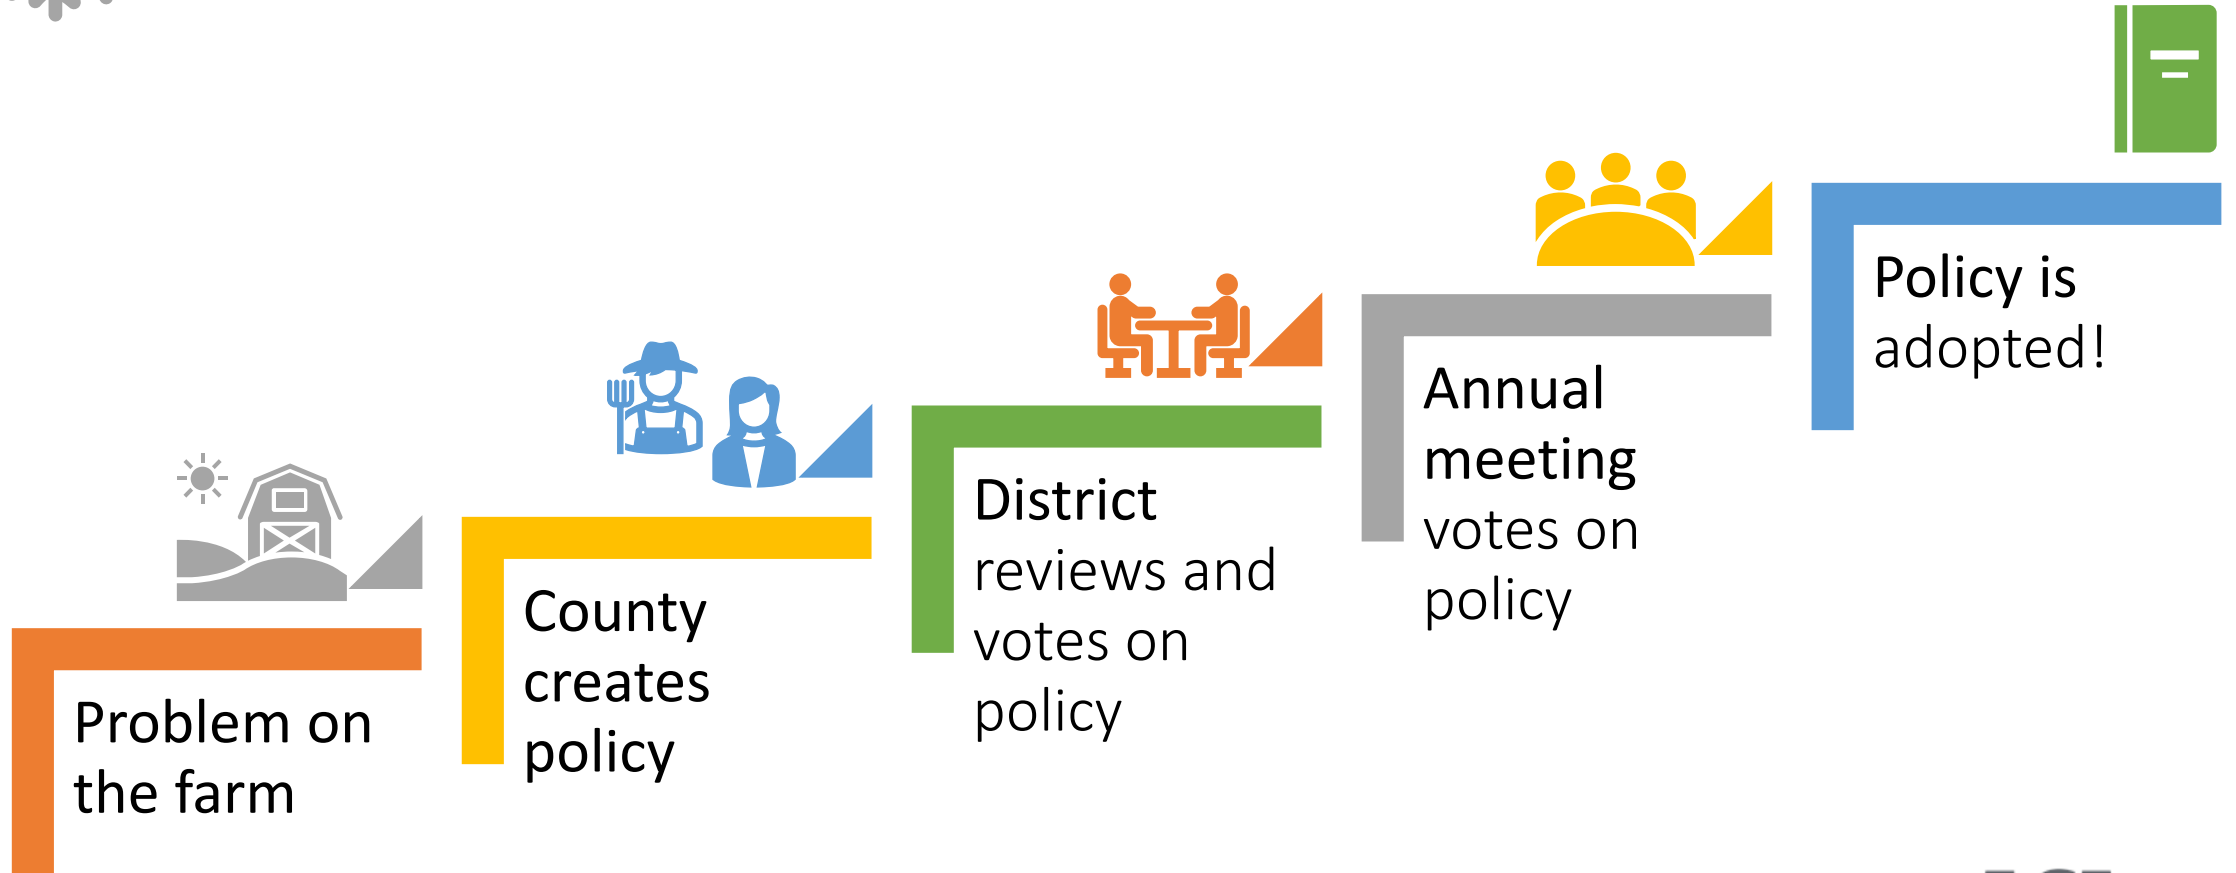 Problem on
the farm
County
creates
policy
District
reviews and
votes on
policy
Annual
meeting
votes on
policy
Policy is
adopted!